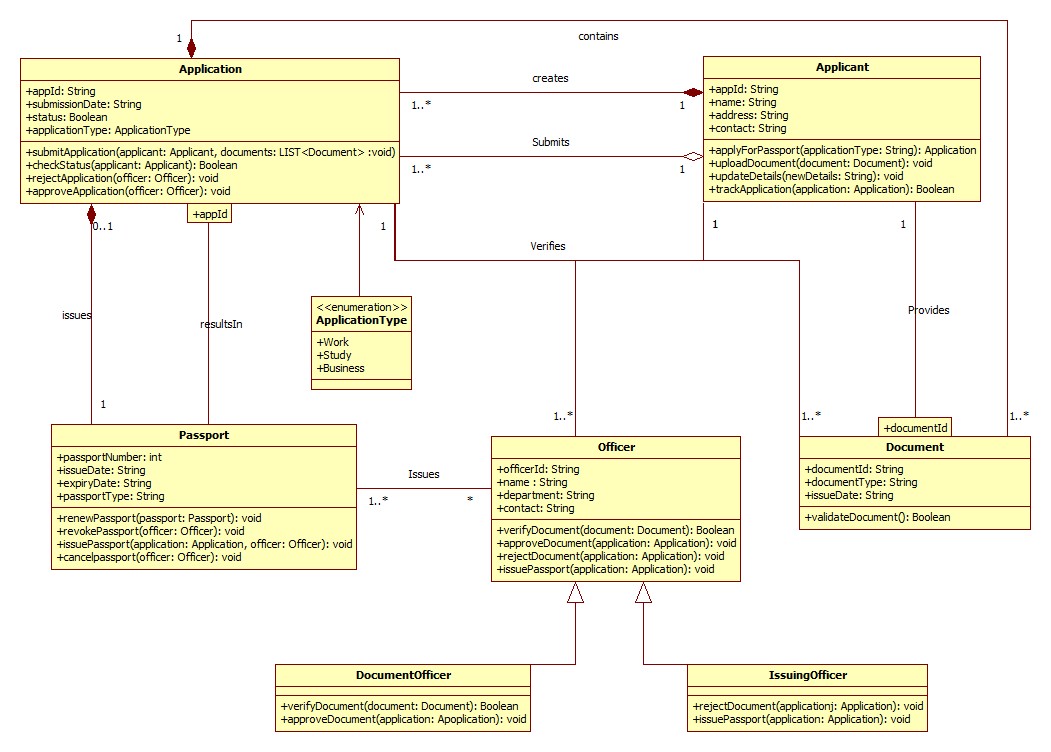 1
contains
Application
+appId: String
+submissionDate: String
+status: Boolean
+applicationType: ApplicationType
+submitApplication(applicant: Applicant, documents: LIST<Document> :void)
+checkStatus(applicant: Applicant): Boolean
+rejectApplication(officer: Officer): void
+approveApplication(officer: Officer): void
+appId
creates
1..*
1
Submits
1..*
1
Applicant
+appId: String
+name: String
+address: String
+contact: String
+applyForPassport(applicationType: String): Application
+uploadDocument(document: Document): void
+updateDetails(newDetails: String): void
+trackApplication(application: Application): Boolean
0..1
1
Verifies
1
1
issues
resultsIn
<<enumeration>>
ApplicationType
+Work
+Study
+Business
Provides
1
1..*
1..*
1..*
+documentId
Passport
+passportNumber: int
+issueDate: String
+expiryDate: String
+passportType: String
+renewPassport(passport: Passport): void
+revokePassport(officer: Officer): void
+issuePassport(application: Application, officer: Officer): void
+cancelpassport(officer: Officer): void
Issues
1..*
*
Officer
+officerId: String
+name : String
+department: String
+contact: String
+verifyDocument(document: Document): Boolean
+approveDocument(application: Application): void
+rejectDocument(application: Application): void
+issuePassport(application: Application): void
Document
+documentId: String
+documentType: String
+issueDate: String
+validateDocument(): Boolean
DocumentOfficer
+verifyDocument(document: Document): Boolean
+approveDocument(application: Apoplication): void
IssuingOfficer
+rejectDocument(applicationj: Application): void
+issuePassport(application: Application): void